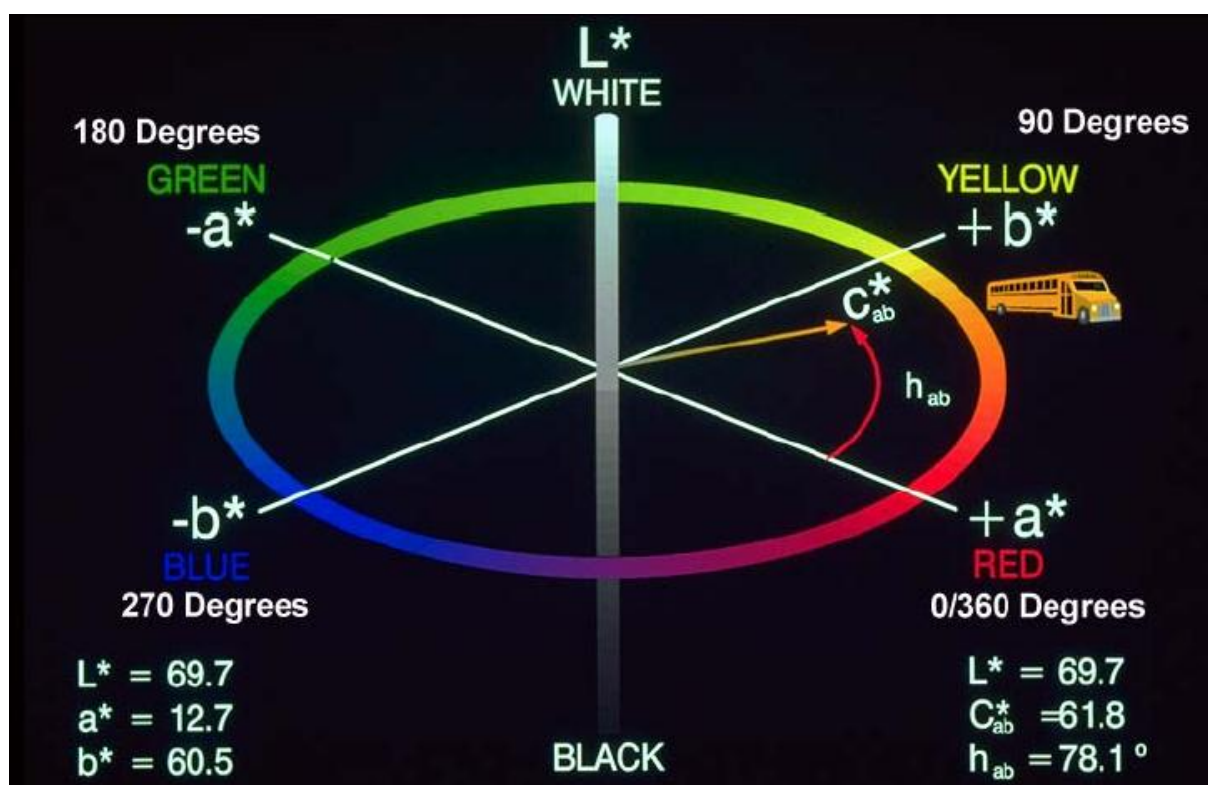 L*
WHITE
180 Degrees
90 Degrees
GREEN
YELLOW
-a*
+b*
C*ab
hab
-b*
+a*
BLUE
RED
270 Degrees
0/360 Degrees
L* = 69.7
a* = 12.7
b* = 60.5
L* = 69.7
C*ab =61.8
hab = 78.1 º
BLACK